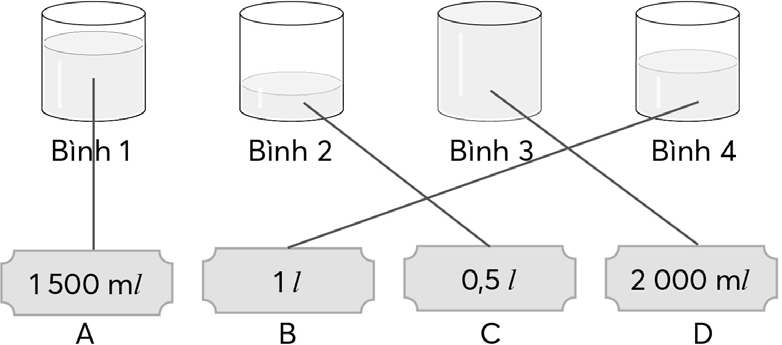 Bình 1 Bình 2 Bình 3 Bình 4
1 500 ml 1 l 0,5 l 2 000 ml
A B C D